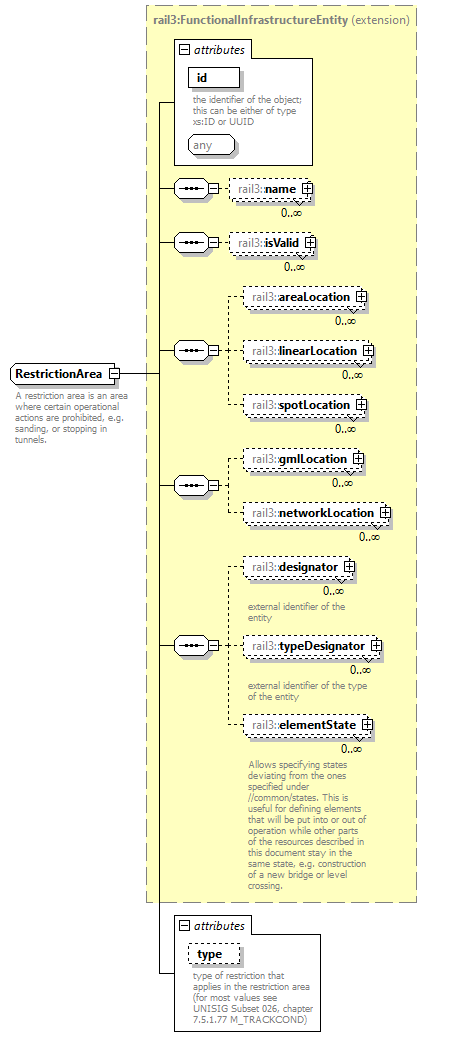 rail3:FunctionalInfrastructureEntity (extension)
attributes
id
the identifier of the object;
this can be either of type
xs:ID or UUID
any
rail3::name
0..∞
rail3::isValid
0..∞
rail3::areaLocation
0..∞
rail3::linearLocation
0..∞
RestrictionArea
A restriction area is an area
where certain operational
actions are prohibited, e.g.
sanding, or stopping in
tunnels.
rail3::spotLocation
0..∞
rail3::gmlLocation
0..∞
rail3::networkLocation
0..∞
rail3::designator
0..∞
external identifier of the
entity
rail3::typeDesignator
0..∞
external identifier of the type
of the entity
rail3::elementState
0..∞
Allows specifying states
deviating from the ones
specified under
//common/states. This is
useful for defining elements
that will be put into or out of
operation while other parts
of the resources described in
this document stay in the
same state, e.g. construction
of a new bridge or level
crossing.
attributes
type
type of restriction that
applies in the restriction area
(for most values see
UNISIG Subset 026, chapter
7.5.1.77 M_TRACKCOND)